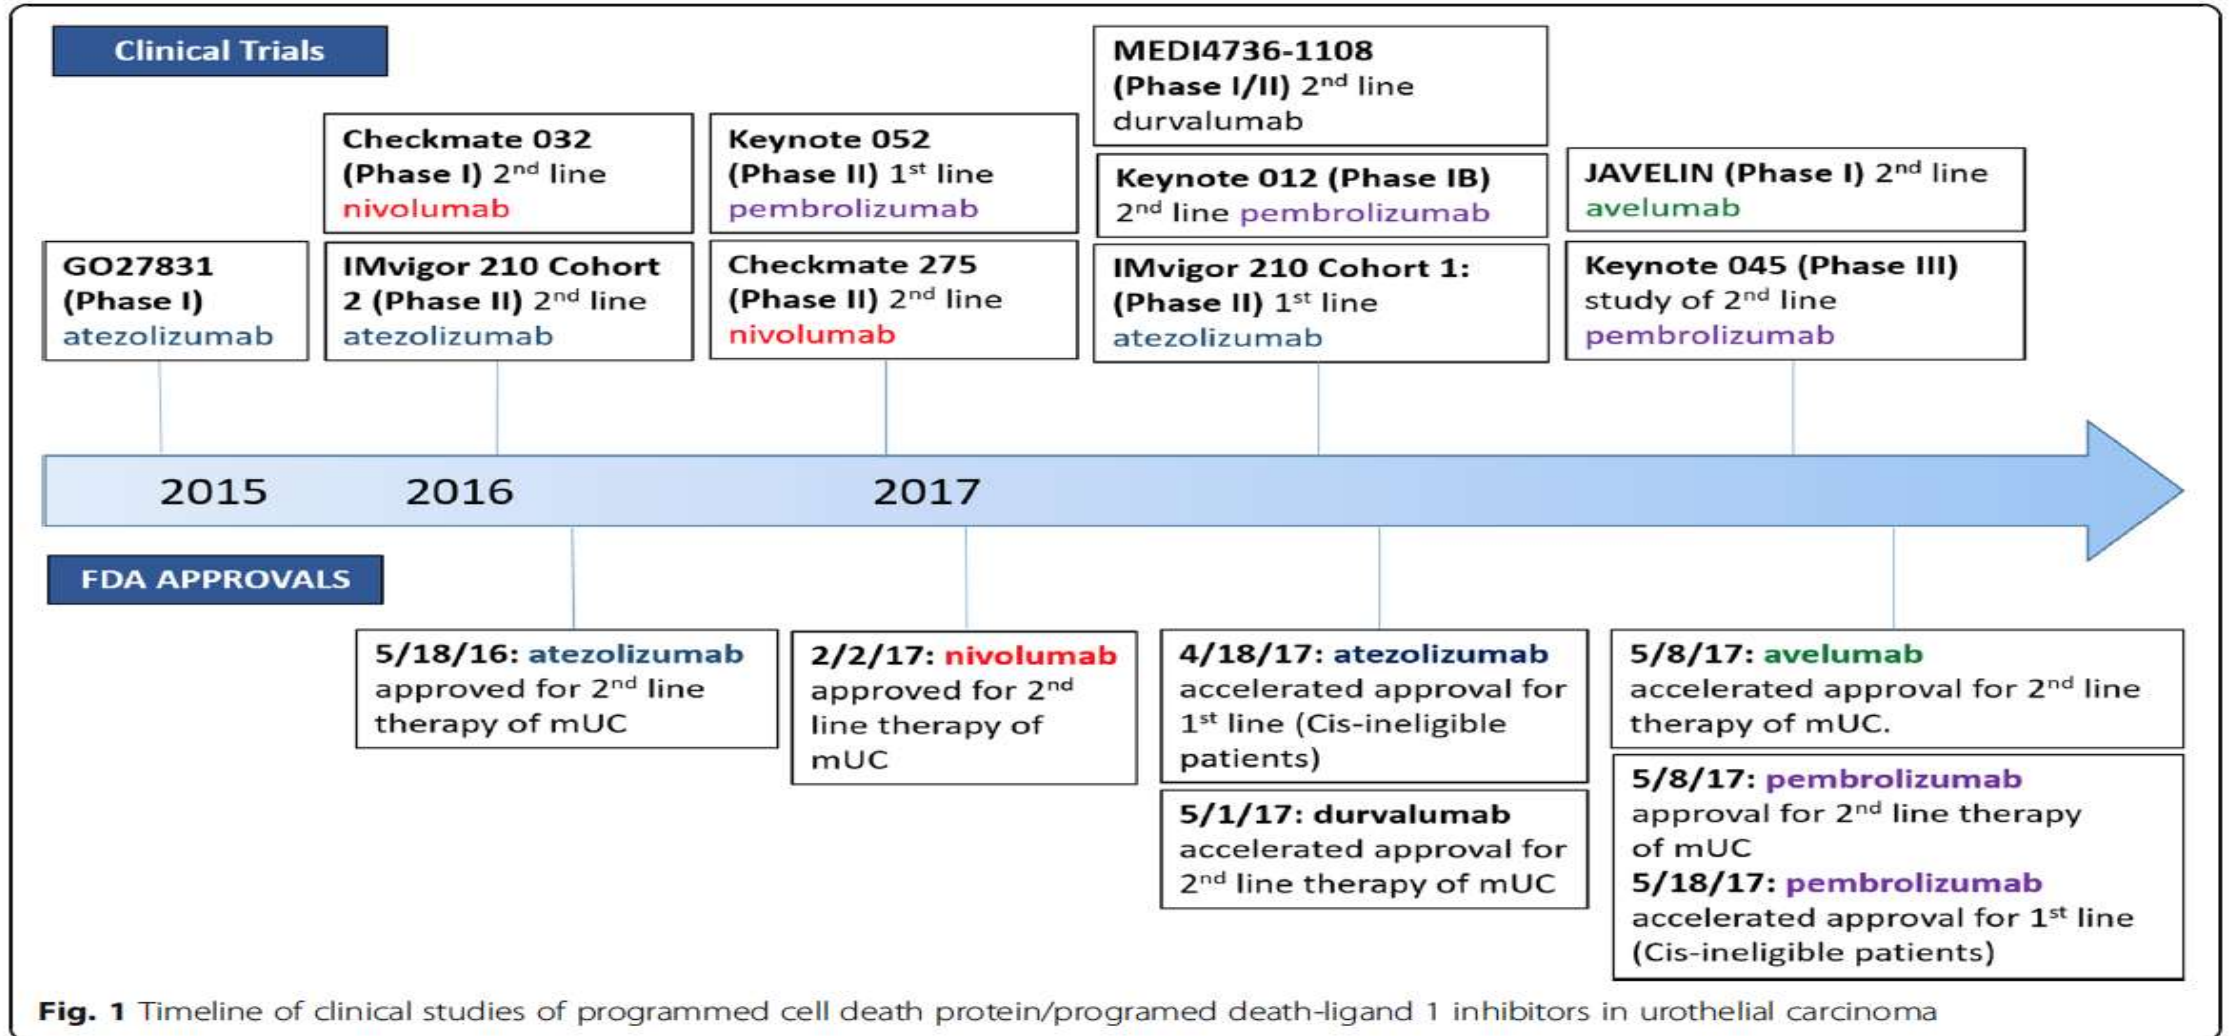 Clinical Trials
GO27831
(Phase I)
atezolizumab
Checkmate 032
(Phase I) 2nd line
nivolumab
IMvigor 210 Cohort
2 (Phase II) 2nd line
atezolizumab
Keynote 052
(Phase II) 1st line
pembrolizumab
Checkmate 275
(Phase II) 2nd line
nivolumab
MEDI4736-1108
(Phase I/II) 2nd line
durvalumab
Keynote 012 (Phase IB)
2nd line pembrolizumab
IMvigor 210 Cohort 1:
(Phase II) 1st line
atezolizumab
JAVELIN (Phase I) 2nd line
avelumab
Keynote 045 (Phase III)
study of 2nd line
pembrolizumab
2015
2016
2017
FDA APPROVALS
5/18/16: atezolizumab
approved for 2nd line
therapy of mUC
2/2/17: nivolumab
approved for 2nd
line therapy of
mUC
4/18/17: atezolizumab
accelerated approval for
1st line (Cis-ineligible
patients)
5/1/17: durvalumab
accelerated approval for
2nd line therapy of mUC
5/8/17: avelumab
accelerated approval for 2nd line
therapy of mUC.
5/8/17: pembrolizumab
approval for 2nd line therapy
of mUC
5/18/17: pembrolizumab
accelerated approval for 1st line
(Cis-ineligible patients)
Fig. 1 Timeline of clinical studies of programmed cell death protein/programed death-ligand 1 inhibitors in urothelial carcinoma